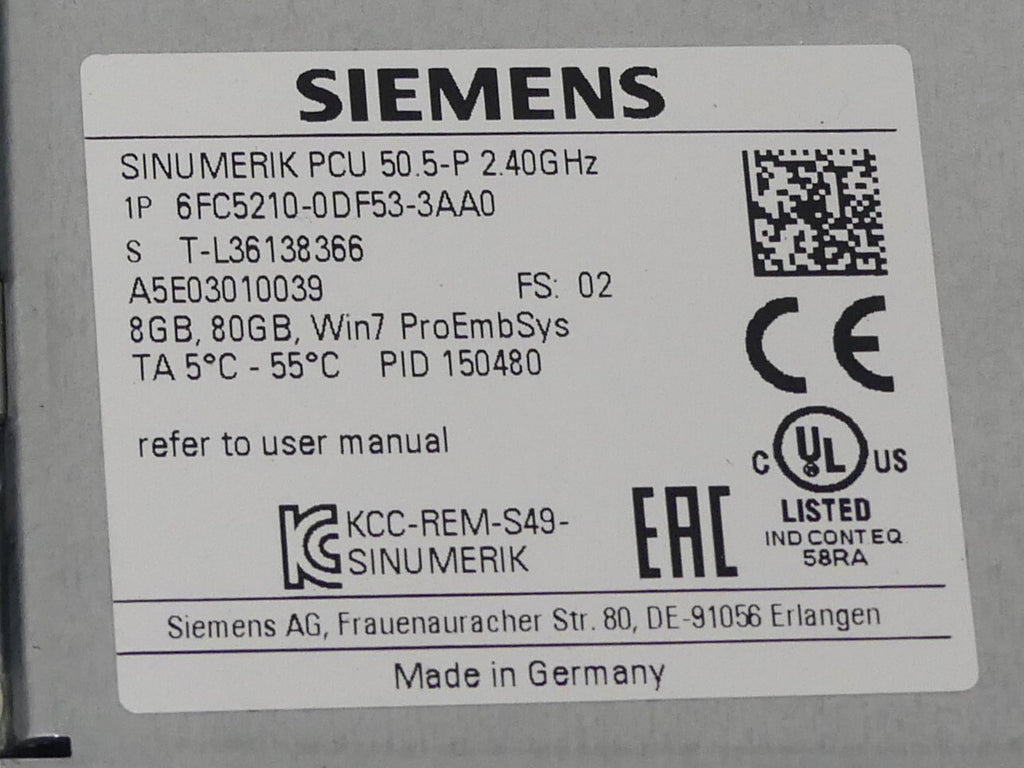 SIEMENS
SINUMERIK PCU 50.5-P 2.40GHz
1P 6FC5210-0DF53-3AA0
S T-L36138366
A5E03010039 FS: 02
8GB, 80GB, Win7 ProEmbSys
TA 5°C - 55°C PID 150480
CE
refer to user manual
C UL US
LISTED
IND CONT EQ
58RA
KC KCC-REM-S49-
SINUMERIK
EAC
Siemens AG, Frauenauracher Str. 80, DE-91056 Erlangen
Made in Germany